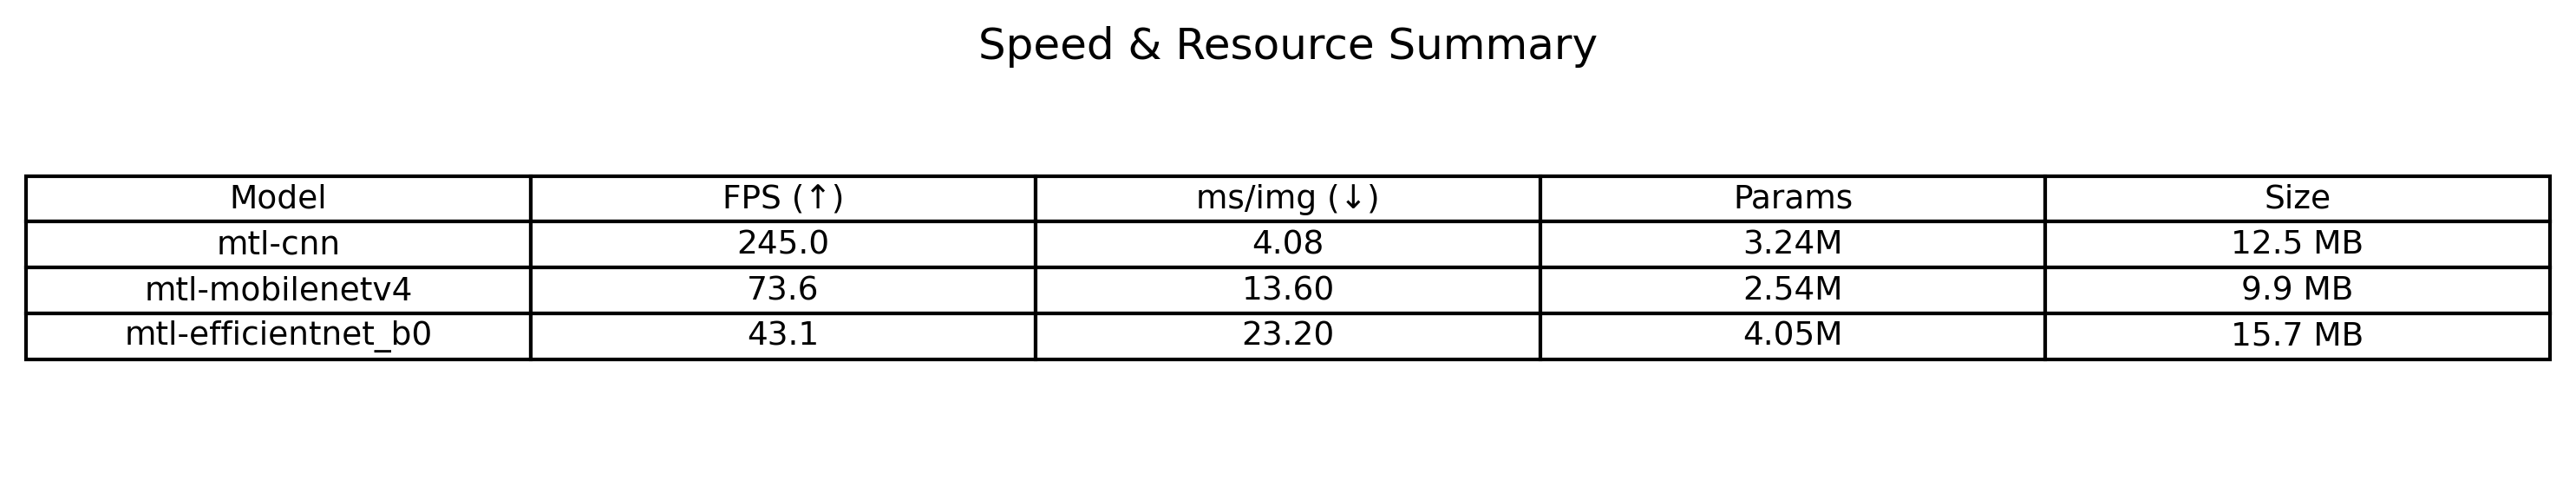 Speed & Resource Summary
Model FPS (↑) ms/img (↓) Params Size
mtl-cnn 245.0 4.08 3.24M 12.5 MB
mtl-mobilenetv4 73.6 13.60 2.54M 9.9 MB
mtl-efficientnet_b0 43.1 23.20 4.05M 15.7 MB